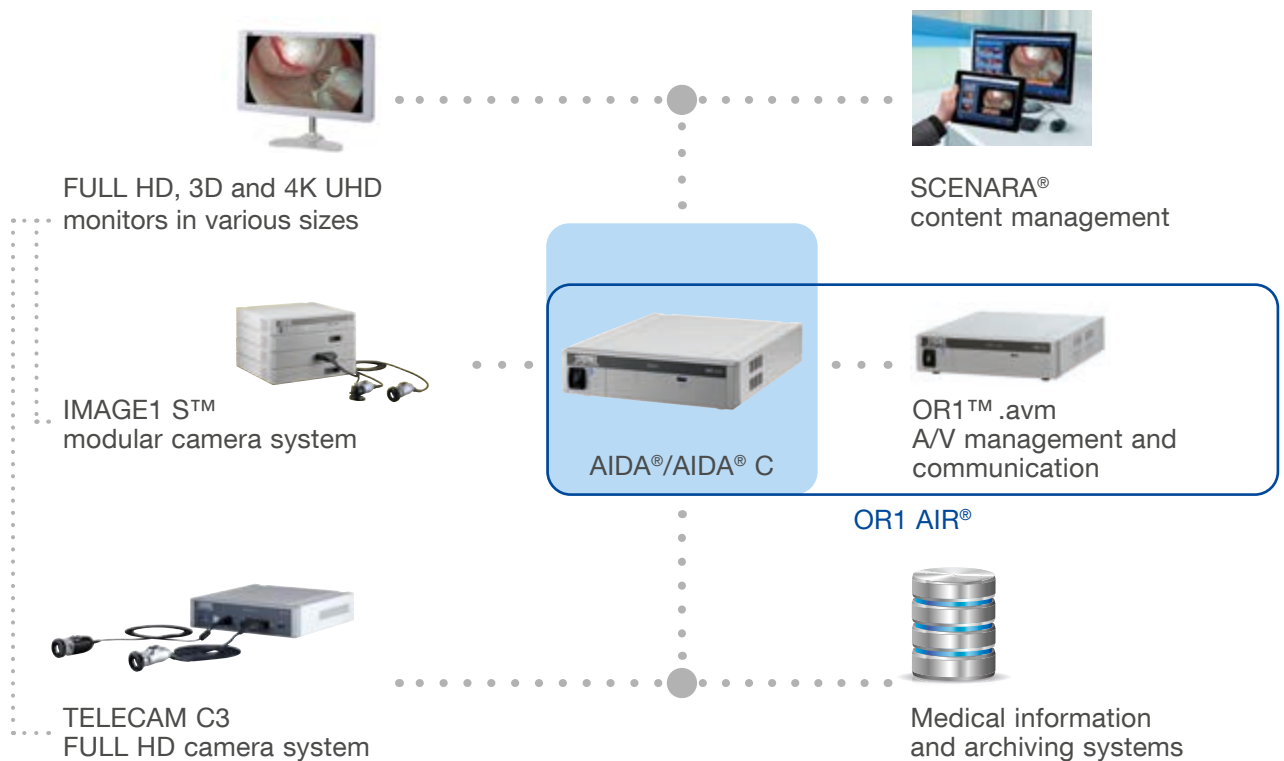 FULL HD, 3D and 4K UHD
monitors in various sizes
SCENARA®
content management
IMAGE1 S™
modular camera system
AIDA®/AIDA® C
OR1™ .avm
A/V management and
communication
OR1 AIR®
TELECAM C3
FULL HD camera system
Medical information
and archiving systems